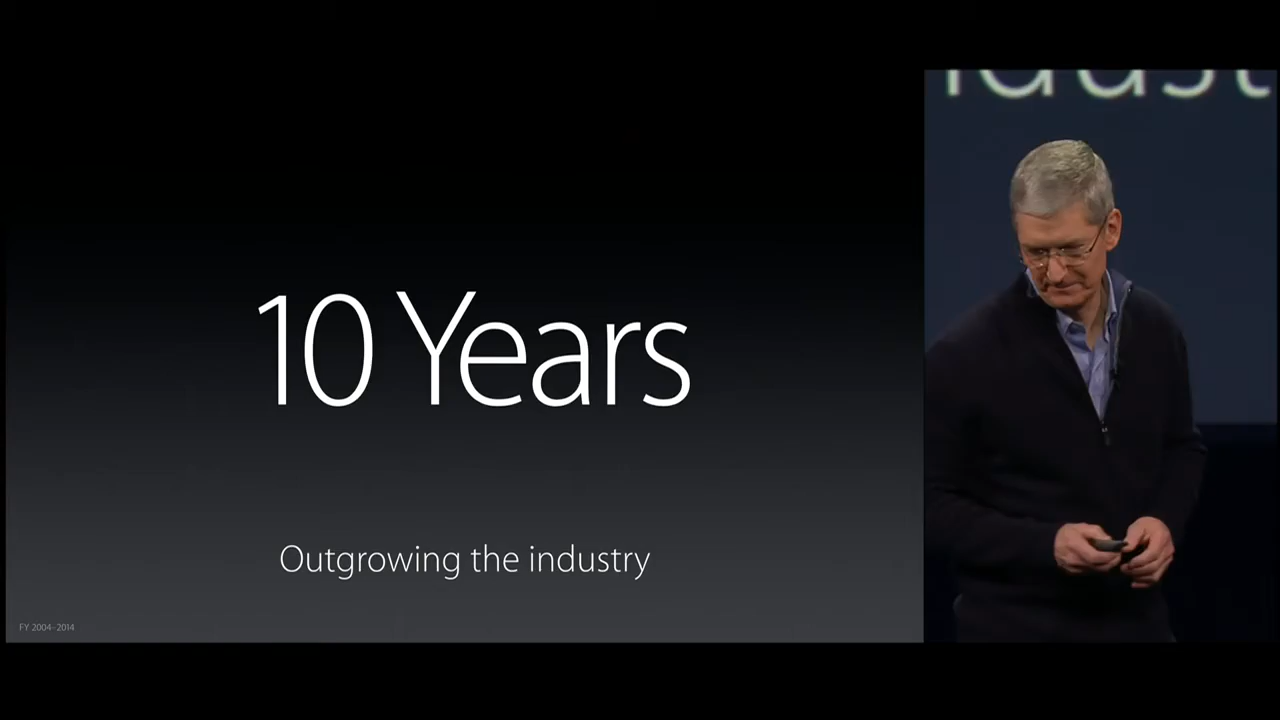 10 Years
Outgrowing the industry
FY 2004–2014